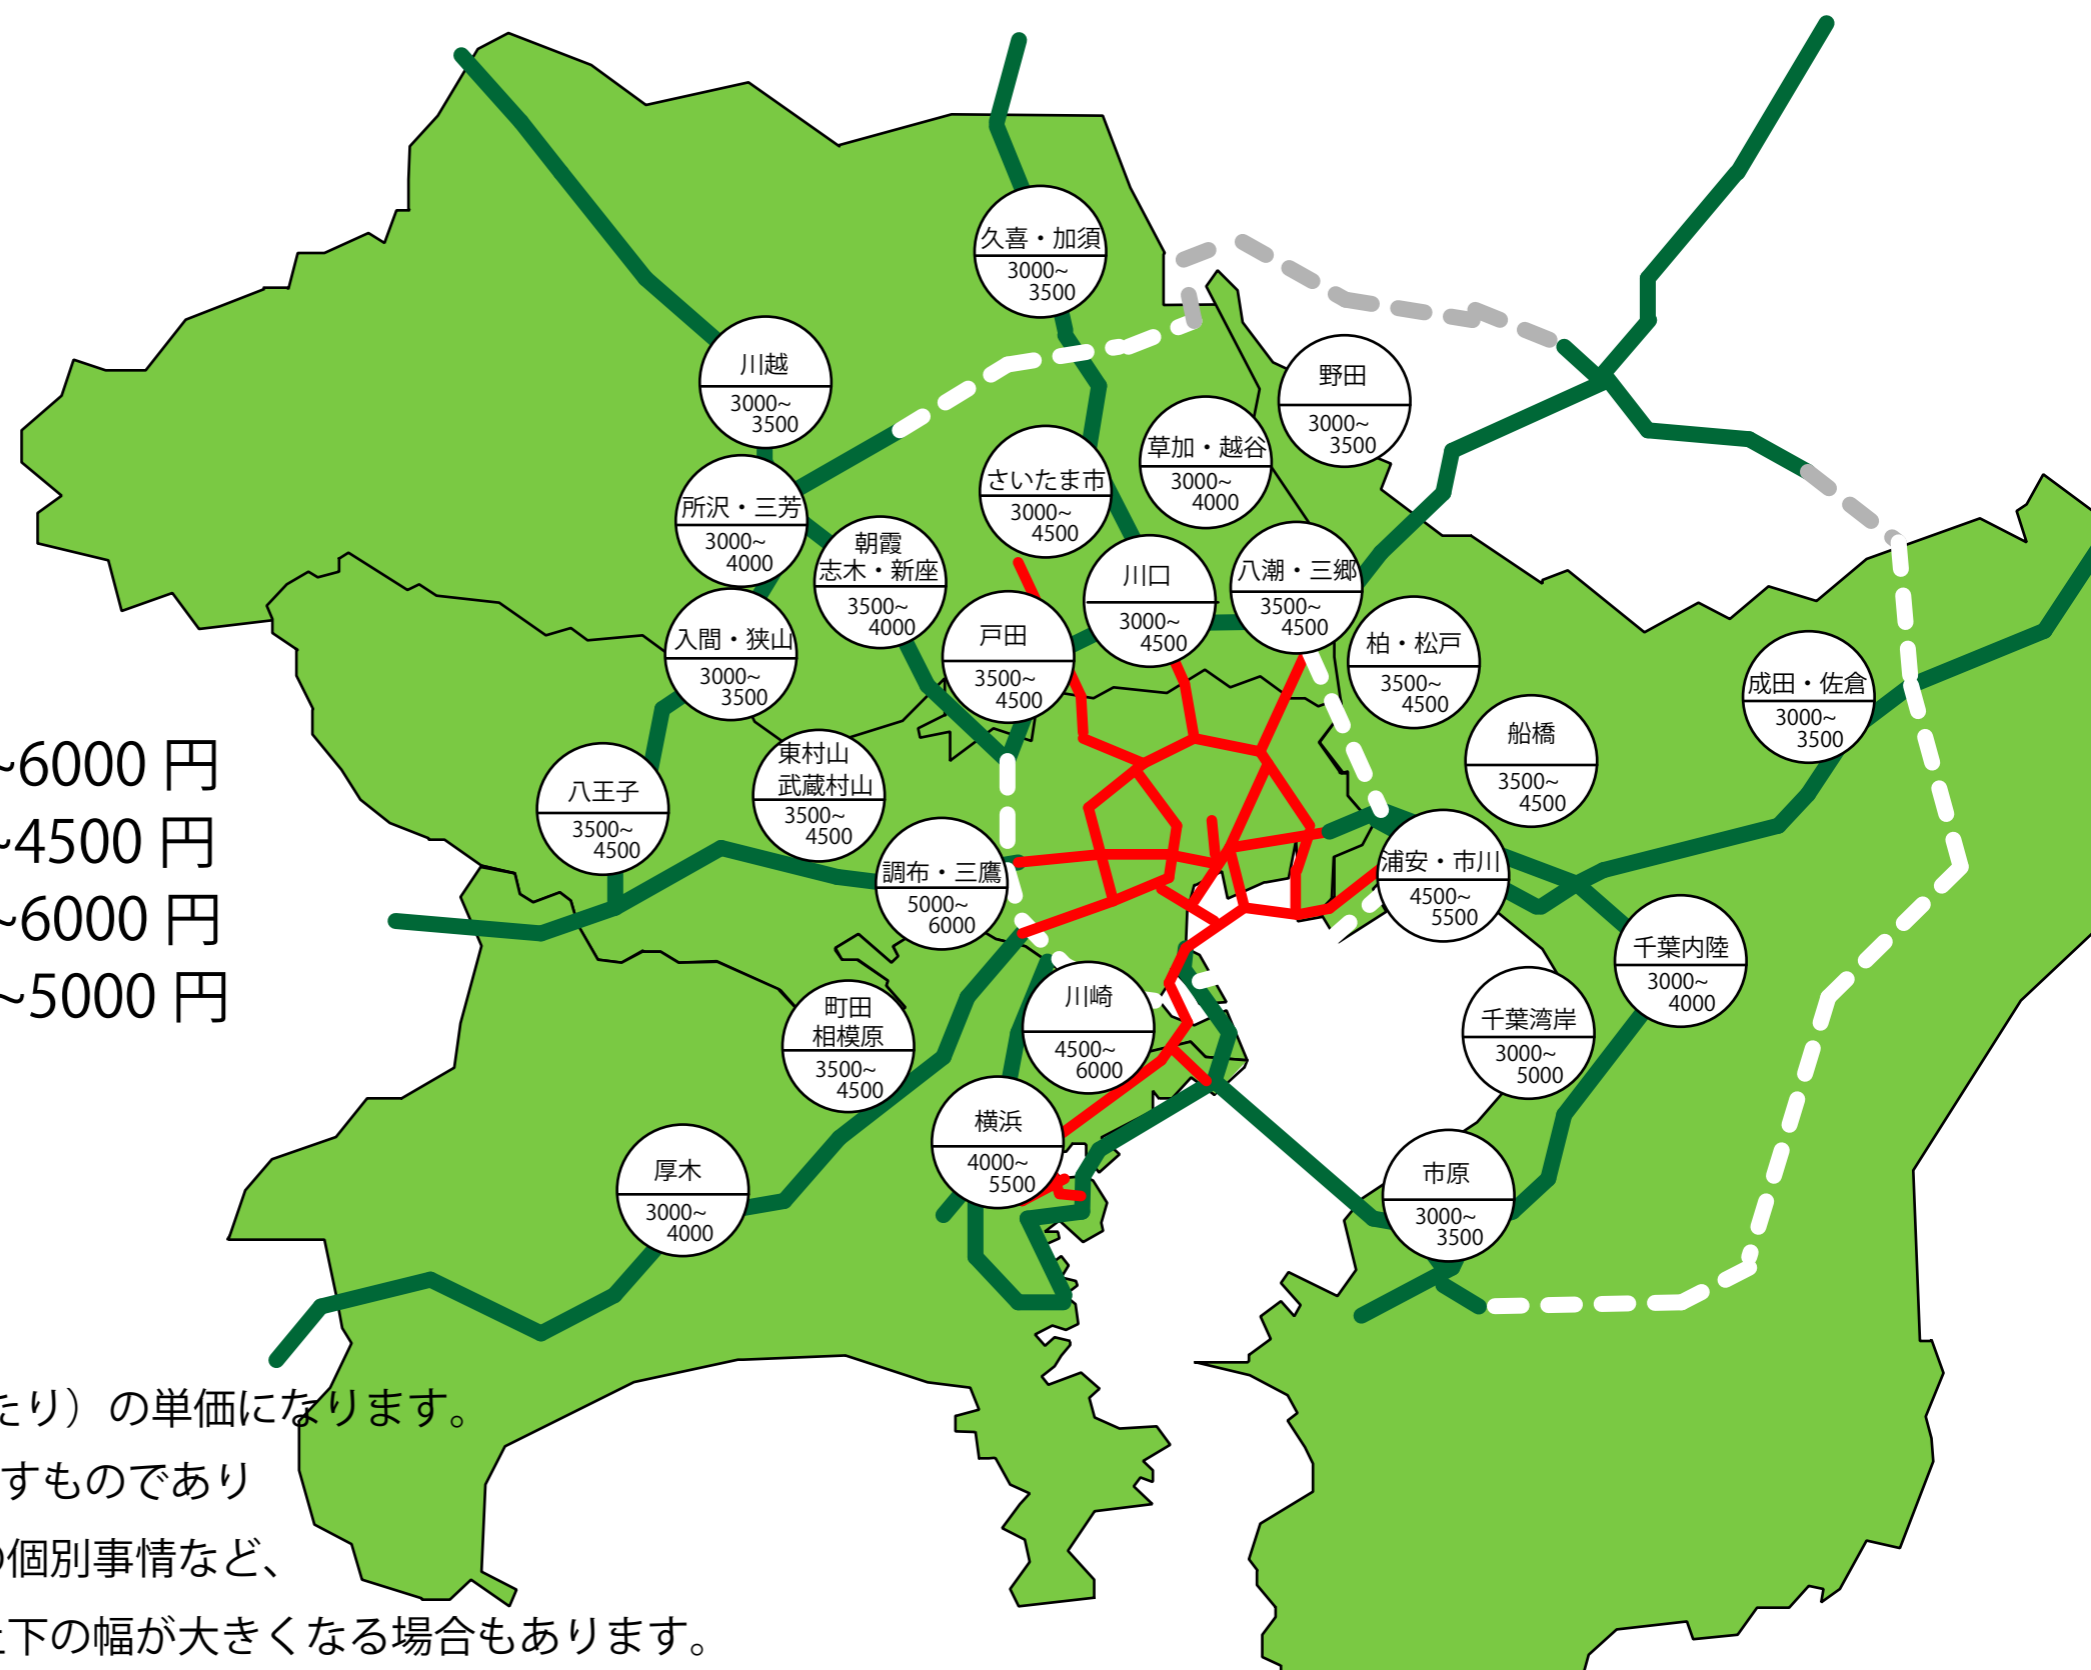 久喜・加須
3000~
3500
川越
3000~
3500
野田
3000~
3500
草加・越谷
3000~
4000
さいたま市
3000~
4500
所沢・三芳
3000~
4000
朝霞
志木・新座
3500~
4000
川口
3000~
4500
八潮・三郷
3500~
4500
戸田
3500~
4500
入間・狭山
3000~
3500
柏・松戸
3500~
4500
成田・佐倉
3000~
3500
船橋
3500~
4500
東村山
武蔵村山
3500~
4500
八王子
3500~
4500
~6000 円
~4500 円
~6000 円
~5000 円
調布・三鷹
5000~
6000
浦安・市川
4500~
5500
千葉内陸
3000~
4000
町田
相模原
3500~
4500
川崎
4500~
6000
千葉湾岸
3000~
5000
横浜
4000~
5500
厚木
3000~
4000
市原
3000~
3500
たり）の単価になります。
すものであり
の個別事情など、
上下の幅が大きくなる場合もあります。